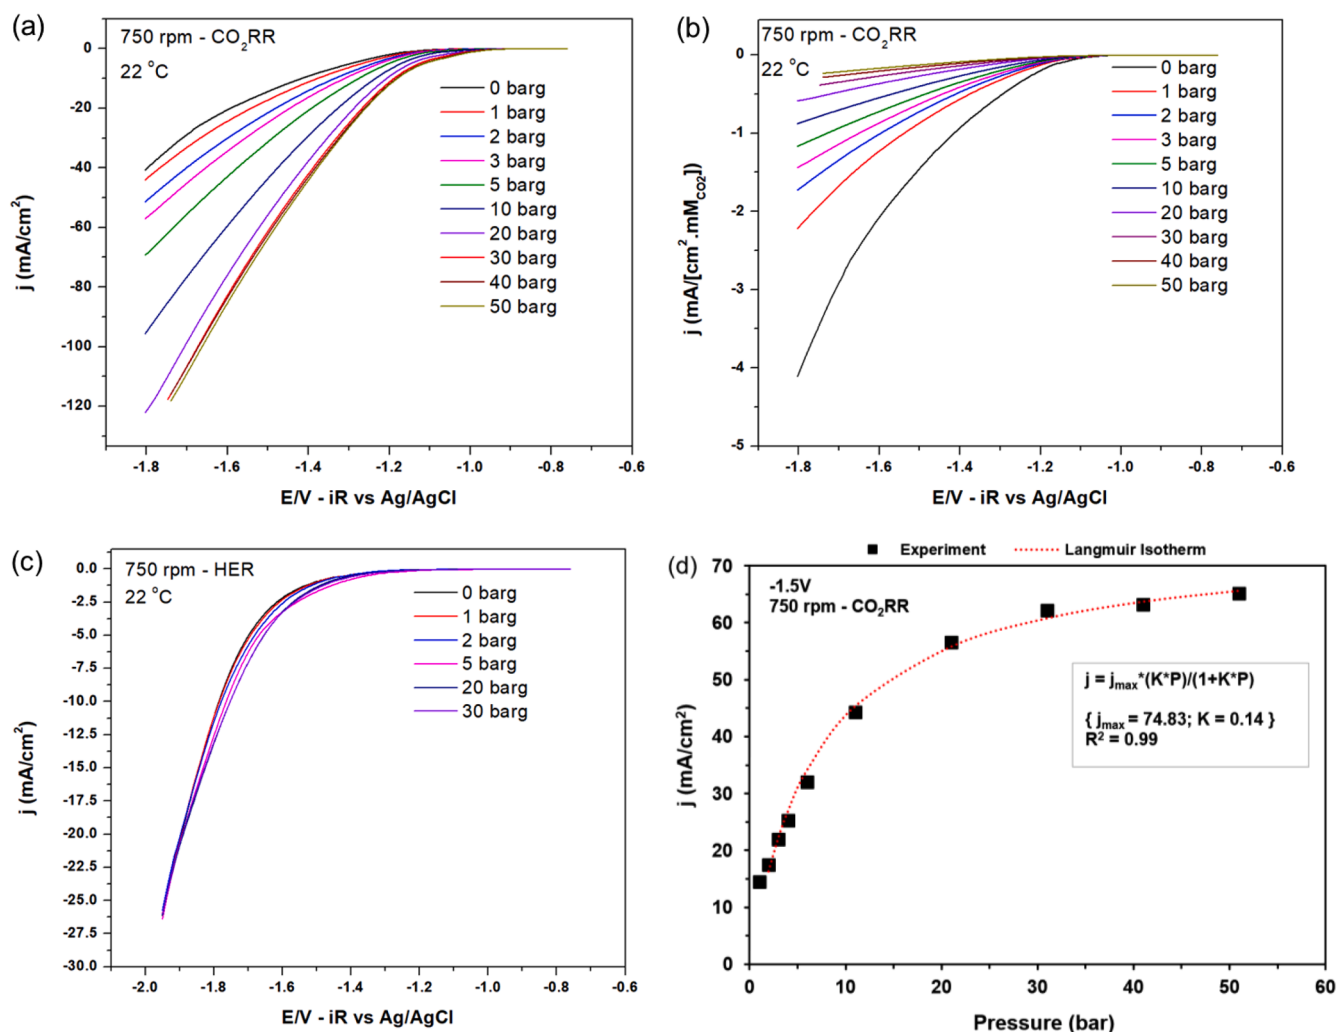 (a)
750 rpm - CO₂RR
22 °C
0 barg
1 barg
2 barg
3 barg
5 barg
10 barg
20 barg
30 barg
40 barg
50 barg
0
-20
-40
-60
-80
-100
-120
j (mA/cm²)
-1.8 -1.6 -1.4 -1.2 -1.0 -0.8 -0.6
E/V - iR vs Ag/AgCl
(b)
750 rpm - CO₂RR
22 °C
0 barg
1 barg
2 barg
3 barg
5 barg
10 barg
20 barg
30 barg
40 barg
50 barg
0
-1
-2
-3
-4
-5
j (mA/[cm².mM_CO2])
-1.8 -1.6 -1.4 -1.2 -1.0 -0.8 -0.6
E/V - iR vs Ag/AgCl
(c)
750 rpm - HER
22 °C
0 barg
1 barg
2 barg
5 barg
20 barg
30 barg
0.0
-2.5
-5.0
-7.5
-10.0
-12.5
-15.0
-17.5
-20.0
-22.5
-25.0
-27.5
-30.0
j (mA/cm²)
-2.0 -1.8 -1.6 -1.4 -1.2 -1.0 -0.8 -0.6
E/V - iR vs Ag/AgCl
Experiment Langmuir Isotherm
(d)
-1.5V
750 rpm - CO₂RR
j = j_max*(K*P)/(1+K*P)
{ j_max = 74.83; K = 0.14 }
R² = 0.99
70
60
50
40
30
20
10
0
j (mA/cm²)
0 10 20 30 40 50 60
Pressure (bar)